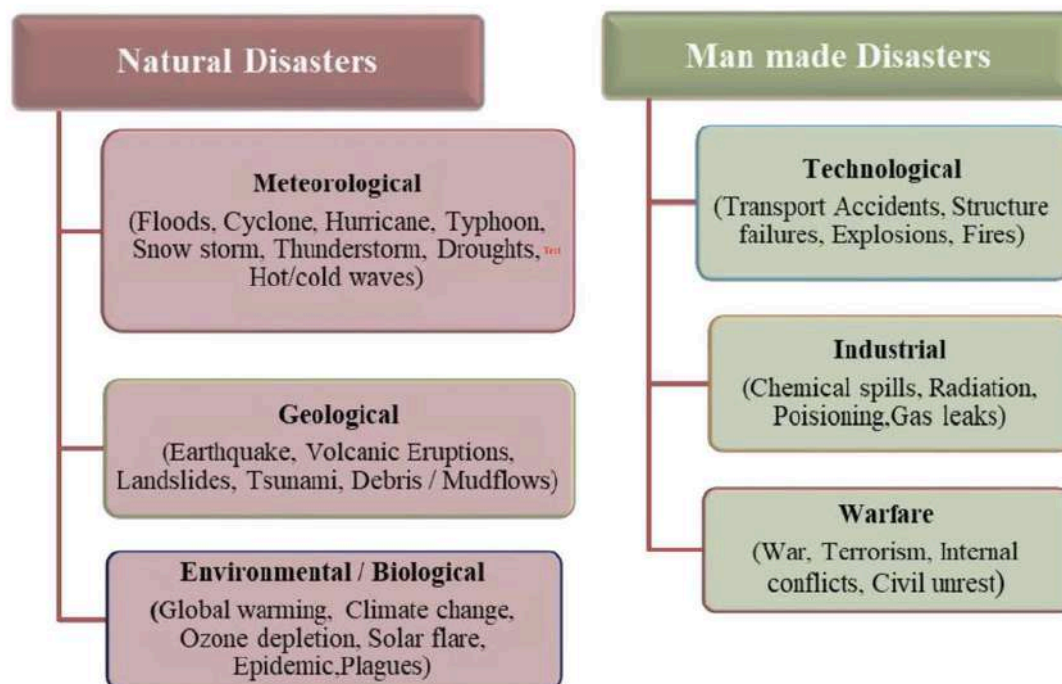 Natural Disasters
Meteorological
(Floods, Cyclone, Hurricane, Typhoon,
Snow storm, Thunderstorm, Droughts, Text
Hot/cold waves)
Geological
(Earthquake, Volcanic Eruptions,
Landslides, Tsunami, Debris / Mudflows)
Environmental / Biological
(Global warming, Climate change,
Ozone depletion, Solar flare,
Epidemic,Plagues)
Man made Disasters
Technological
(Transport Accidents, Structure
failures, Explosions, Fires)
Industrial
(Chemical spills, Radiation,
Poisioning,Gas leaks)
Warfare
(War, Terrorism, Internal
conflicts, Civil unrest)